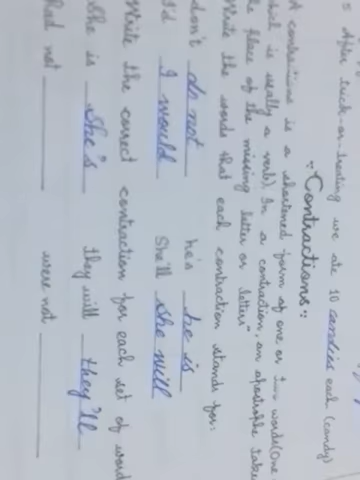 5 After trick-or-treating we ate 10 candies each (candy)
"Contractions":
A contractions is a shortened form of one or two words (One
which is usually a verb). In a contraction, an apostrophe takes
the place of the missing letter or letters"
Write the words that each contraction stands for:
don't do not he's he is
I'd I would She'll she will
Write the correct contraction for each set of word
She is She's they will they'll
Had not were not